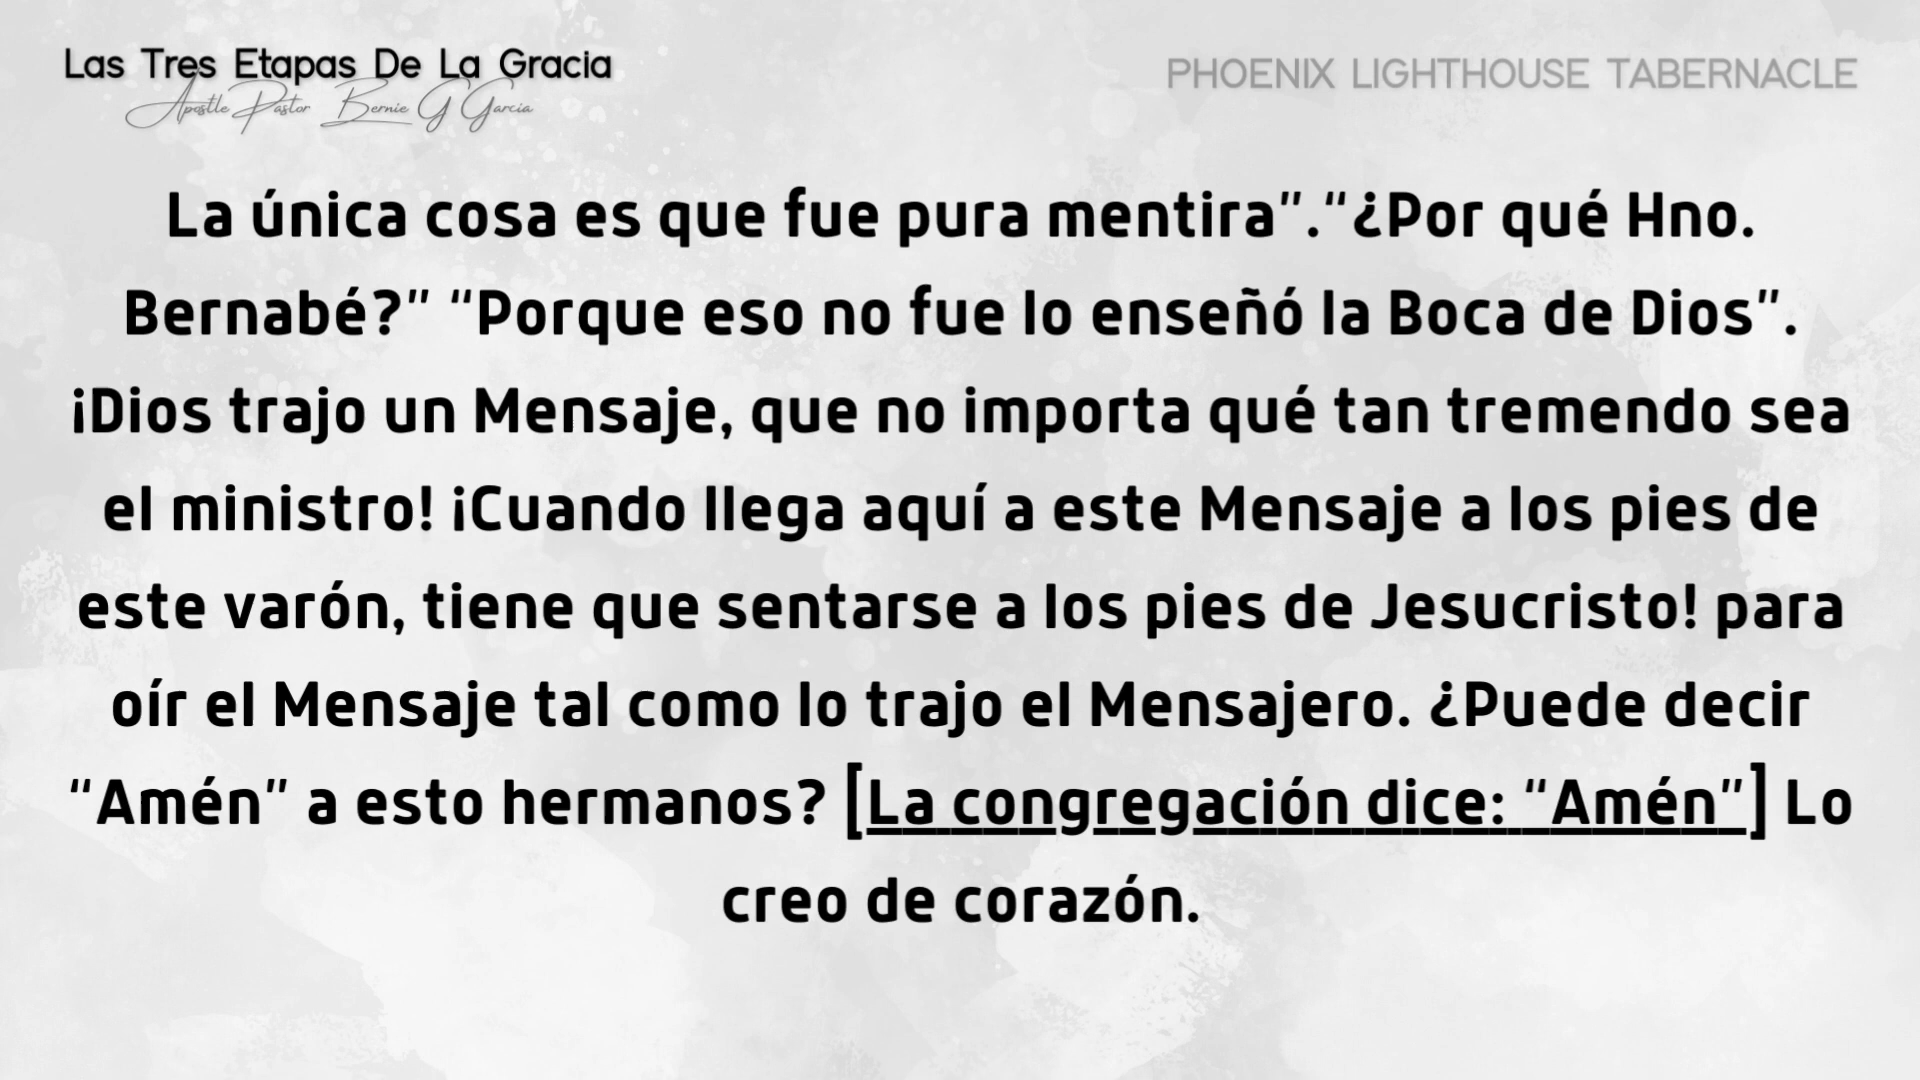 Las Tres Etapas De La Gracia
Apostle Pastor Bernie G Garcia
PHOENIX LIGHTHOUSE TABERNACLE
La única cosa es que fue pura mentira”.“¿Por qué Hno.
Bernabé?” “Porque eso no fue lo enseñó la Boca de Dios”.
¡Dios trajo un Mensaje, que no importa qué tan tremendo sea
el ministro! ¡Cuando llega aquí a este Mensaje a los pies de
este varón, tiene que sentarse a los pies de Jesucristo! para
oír el Mensaje tal como lo trajo el Mensajero. ¿Puede decir
“Amén” a esto hermanos? [La congregación dice: “Amén”] Lo
creo de corazón.